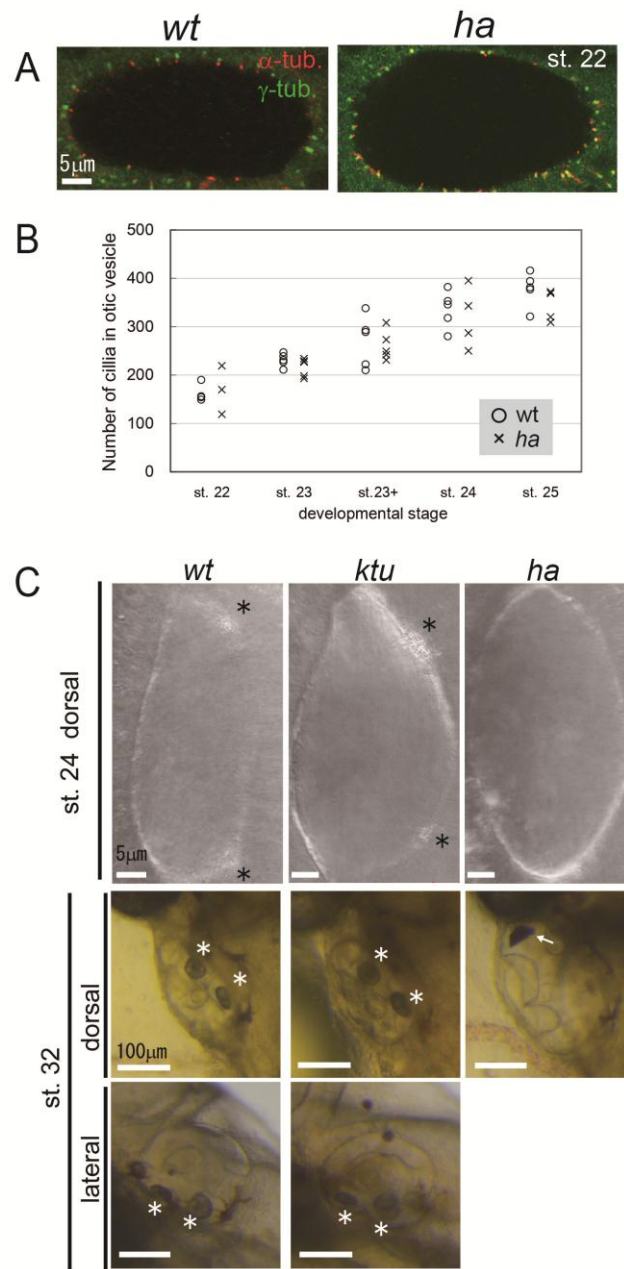 wt ha
A α-tub. st. 22
γ-tub.
5μm
B
Number of cillia in otic vesicle
500
400
300
200
100
0
wt
ha
st. 22 st. 23 st.23+ st. 24 st. 25
developmental stage
C wt ktu ha
st. 24 dorsal
* * * *
5μm
st. 32
dorsal
* * * *
100μm
lateral
* * * *